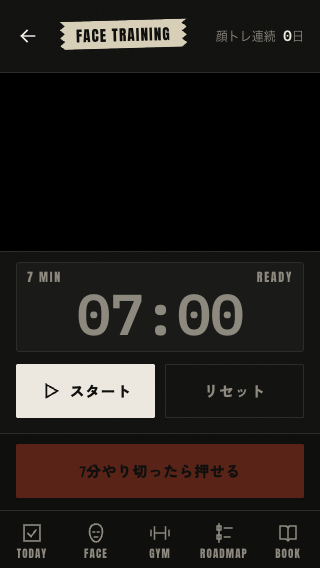 FACE TRAINING
顔トレ連続 0日
7 MIN
READY
07:00
スタート
リセット
7分やり切ったら押せる
TODAY
FACE
GYM
ROADMAP
BOOK